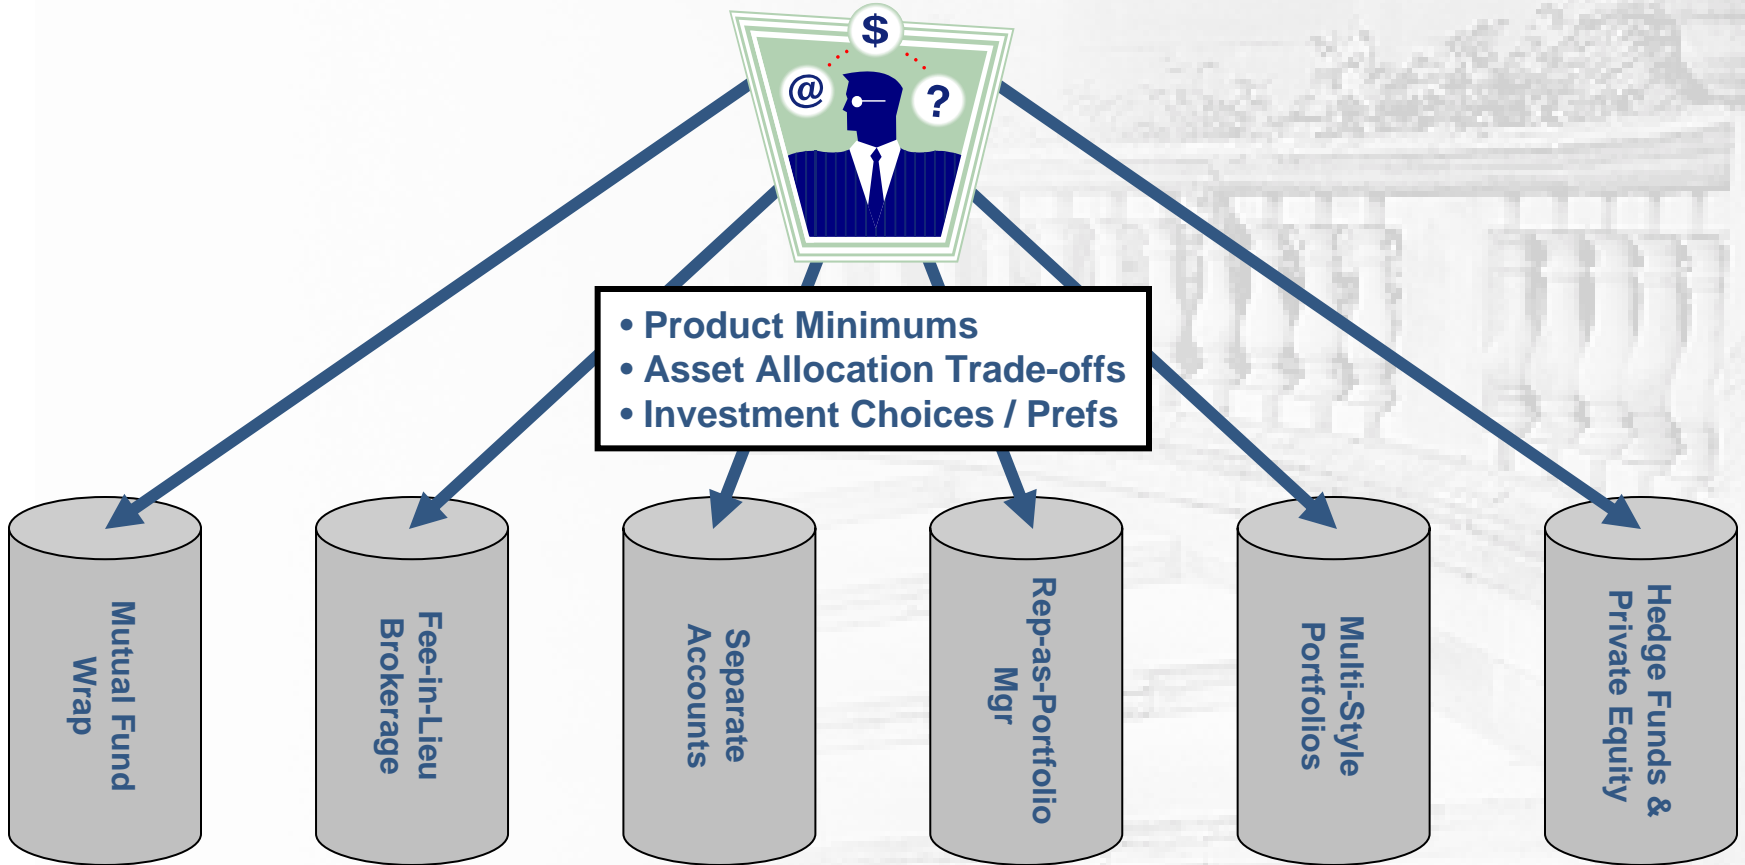 $
@
?
• Product Minimums
• Asset Allocation Trade-offs
• Investment Choices / Prefs
Mutual Fund
Wrap
Fee-in-Lieu
Brokerage
Separate
Accounts
Rep-as-Portfolio
Mgr
Multi-Style
Portfolios
Hedge Funds &
Private Equity